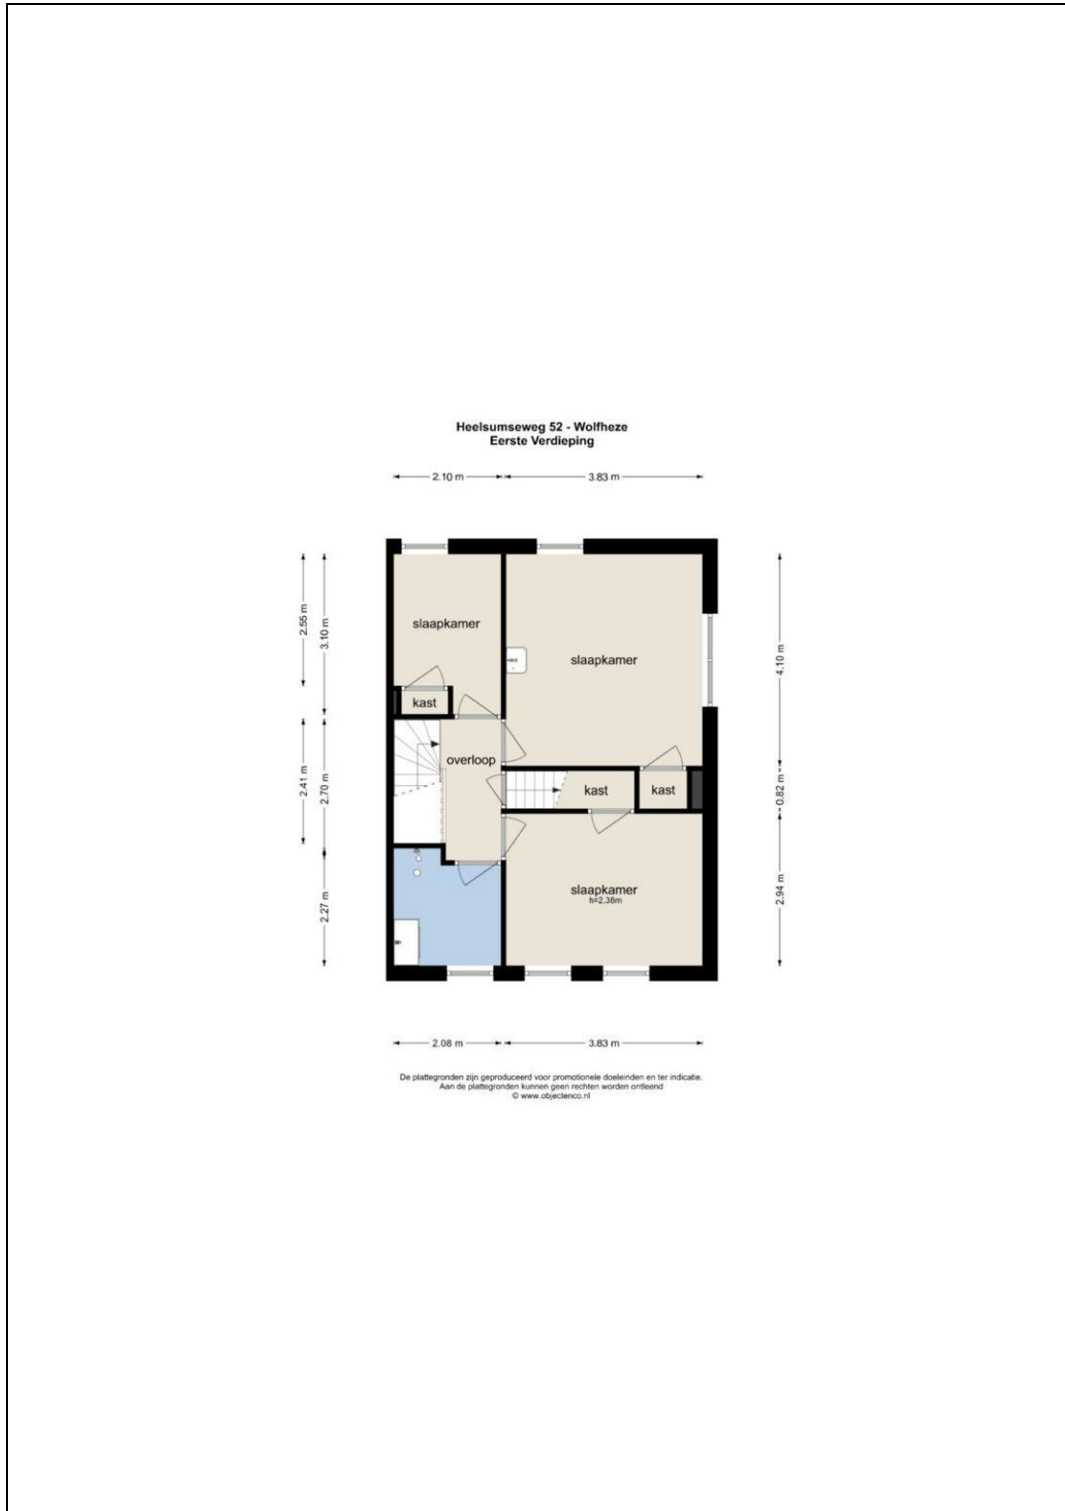 Heelsumseweg 52 - Wolfheze
Eerste Verdieping
2.10 m
3.83 m
2.55 m
3.10 m
slaapkamer
slaapkamer
4.10 m
kast
overloop
2.41 m
2.70 m
kast
kast
0.82 m
slaapkamer
h=2.38m
2.94 m
2.27 m
2.08 m
3.83 m
De plattegronden zijn geproduceerd voor promotionele doeleinden en ter indicatie.
Aan de plattegronden kunnen geen rechten worden ontleend
© www.objectenco.nl